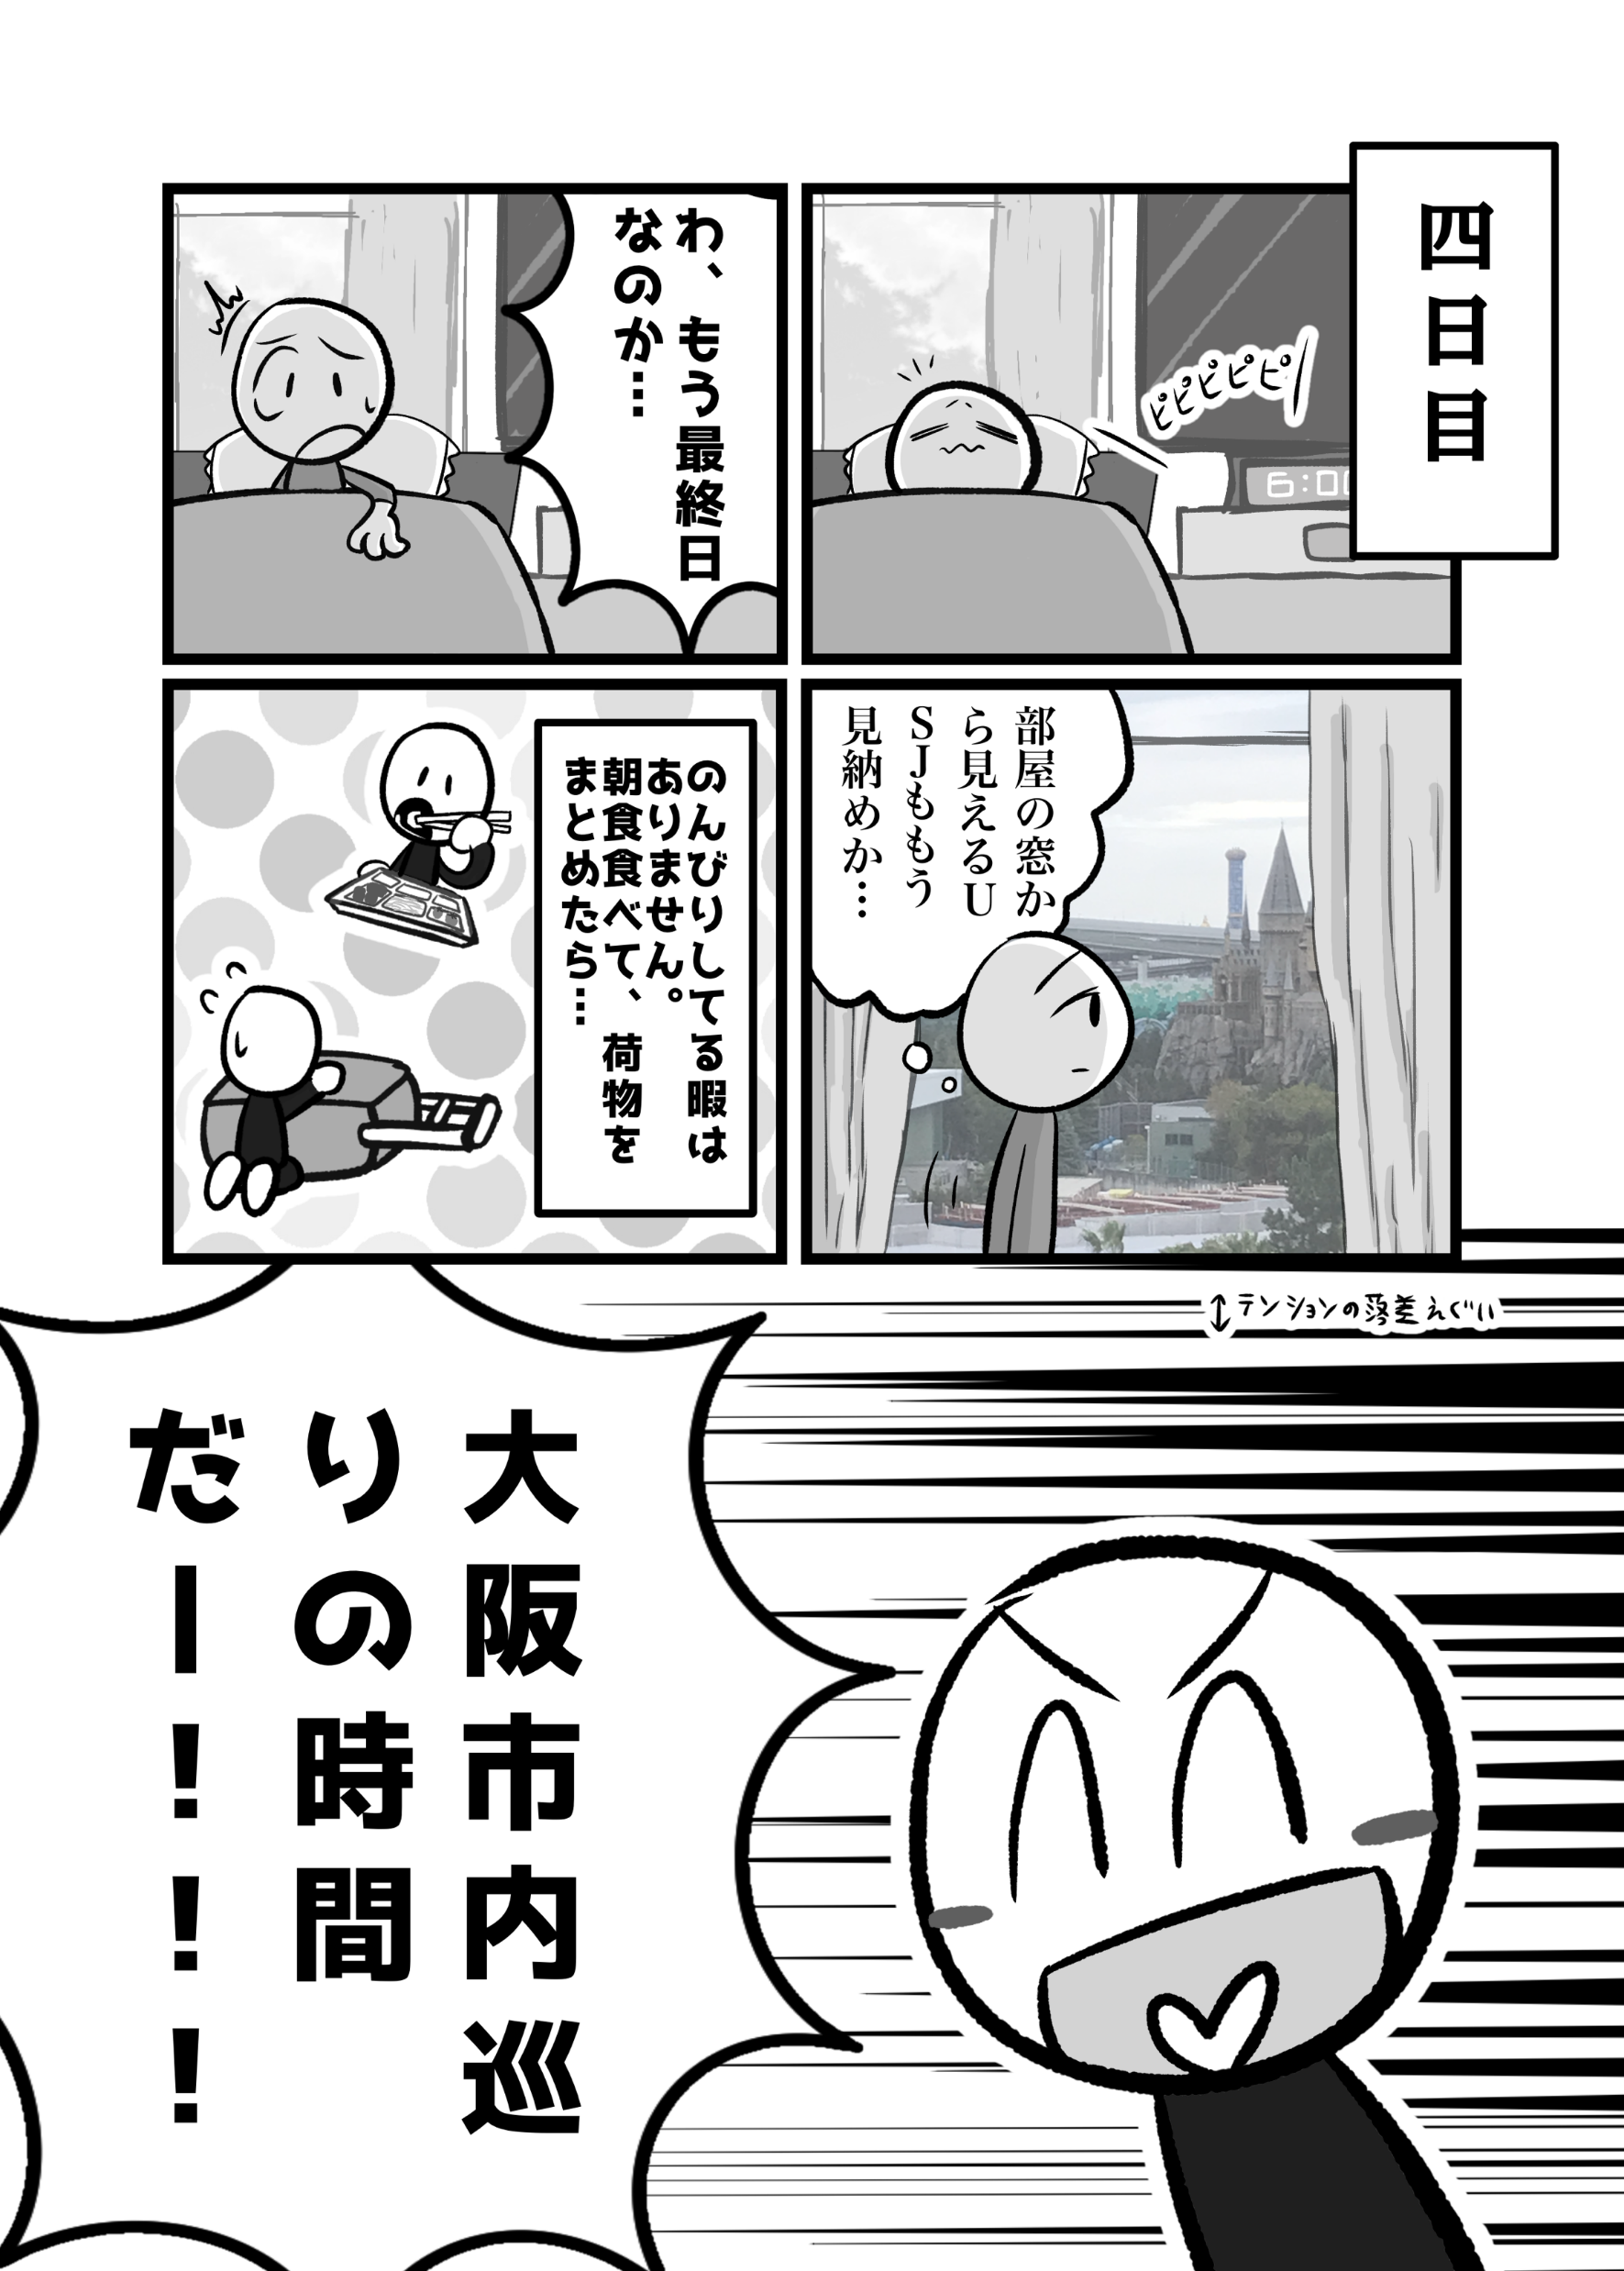 四日目
ピピピピピ
6:00
わ、もう最終日
なのか…
部屋の窓か
ら見えるU
SJももう
見納めか…
のんびりしてる暇は
ありません。
朝食食べて、荷物を
まとめたら…
↕テンションの落差えぐい
大阪市内巡
りの時間
だー！！！